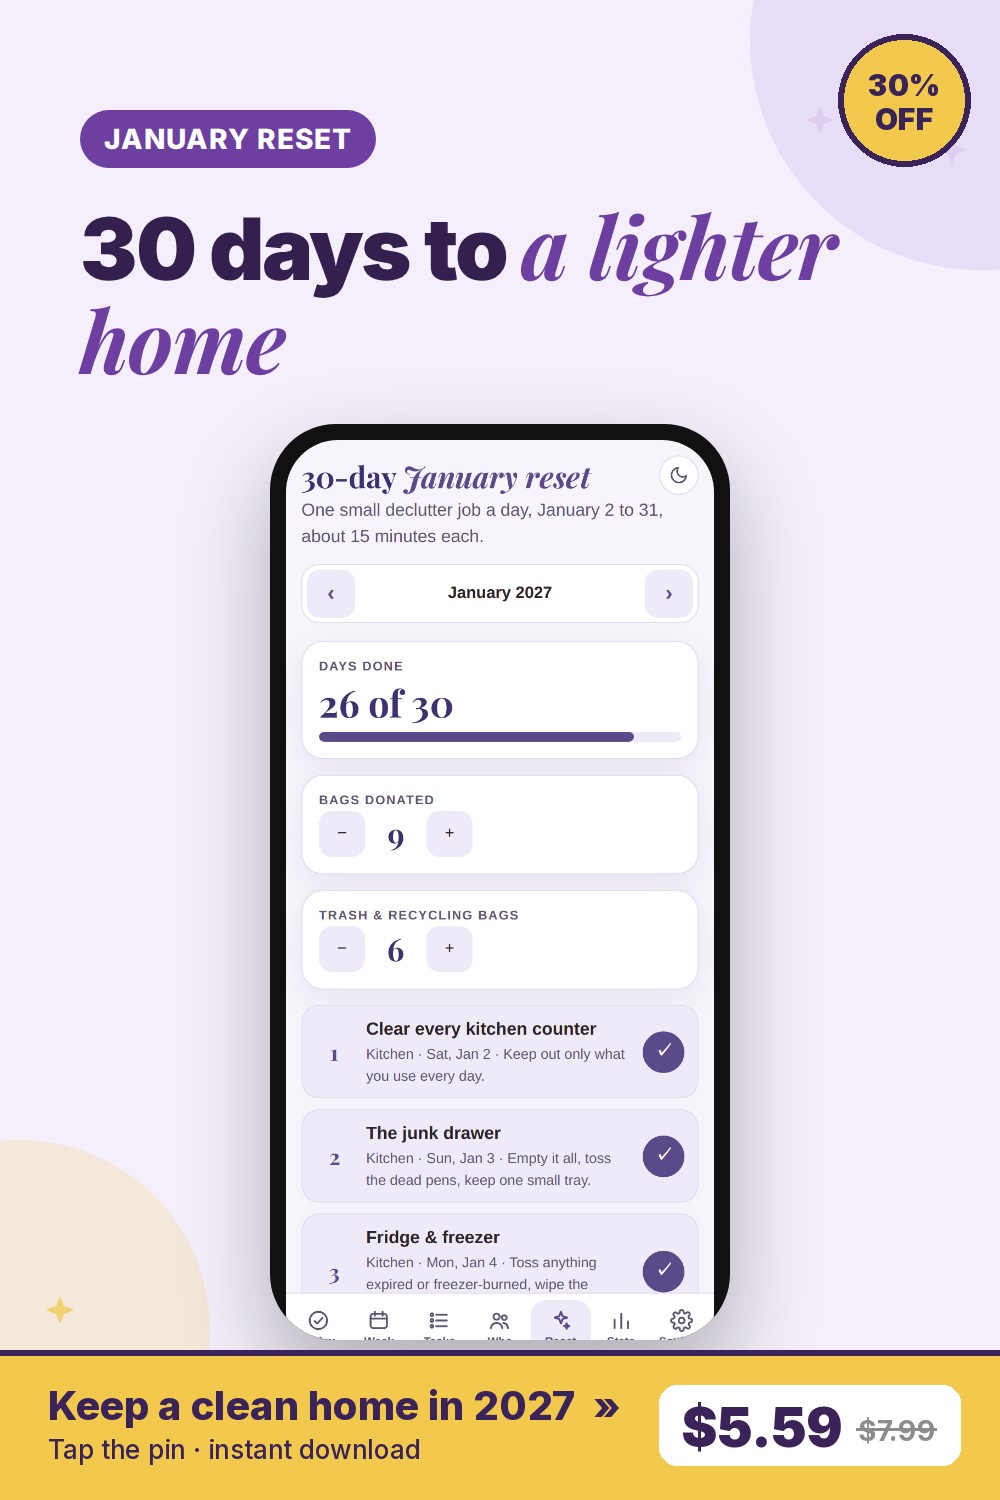 30%
OFF
JANUARY RESET
30 days to a lighter
home
30-day January reset
One small declutter job a day, January 2 to 31,
about 15 minutes each.
‹ January 2027 ›
DAYS DONE
26 of 30
BAGS DONATED
− 9 +
TRASH & RECYCLING BAGS
− 6 +
1
Clear every kitchen counter
Kitchen · Sat, Jan 2 · Keep out only what
you use every day.
✓
2
The junk drawer
Kitchen · Sun, Jan 3 · Empty it all, toss
the dead pens, keep one small tray.
✓
3
Fridge & freezer
Kitchen · Mon, Jan 4 · Toss anything
expired or freezer-burned, wipe the
✓
Week Tasks Who Reset Stats
Keep a clean home in 2027 »
Tap the pin · instant download
$5.59 $7.99